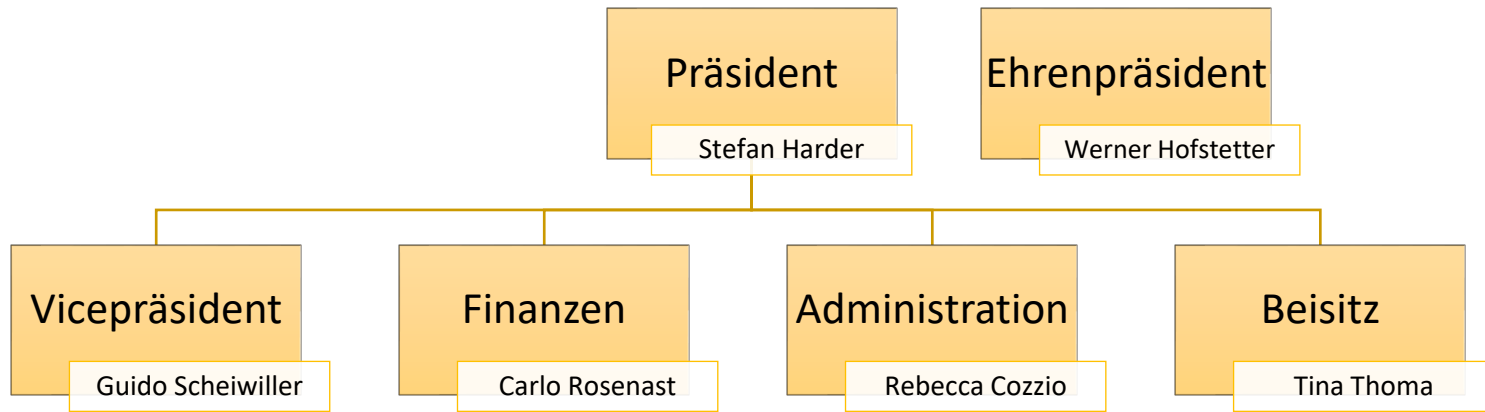 Präsident
Stefan Harder
Ehrenpräsident
Werner Hofstetter
Vicepräsident
Guido Scheiwiller
Finanzen
Carlo Rosenast
Administration
Rebecca Cozzio
Beisitz
Tina Thoma